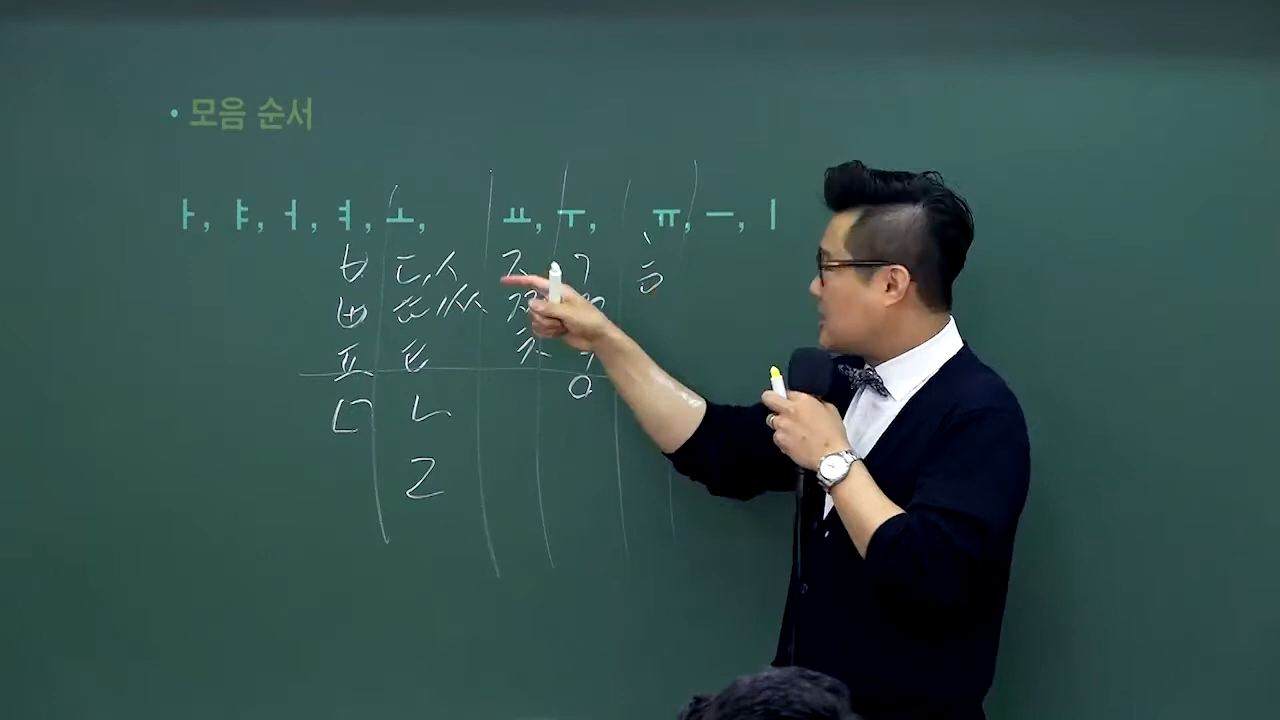 · 모음 순서
ㅏ, ㅑ, ㅓ, ㅕ, ㅗ, ㅛ, ㅜ, ㅠ, ㅡ, ㅣ
ㅂ ㄷ, ㅅ ㅈ ㄱ ㅎ
ㅃ ㄸ, ㅆ ㅉ
ㅍ ㅌ ㅊ
ㅇ
ㅁ ㄴ
ㄹ